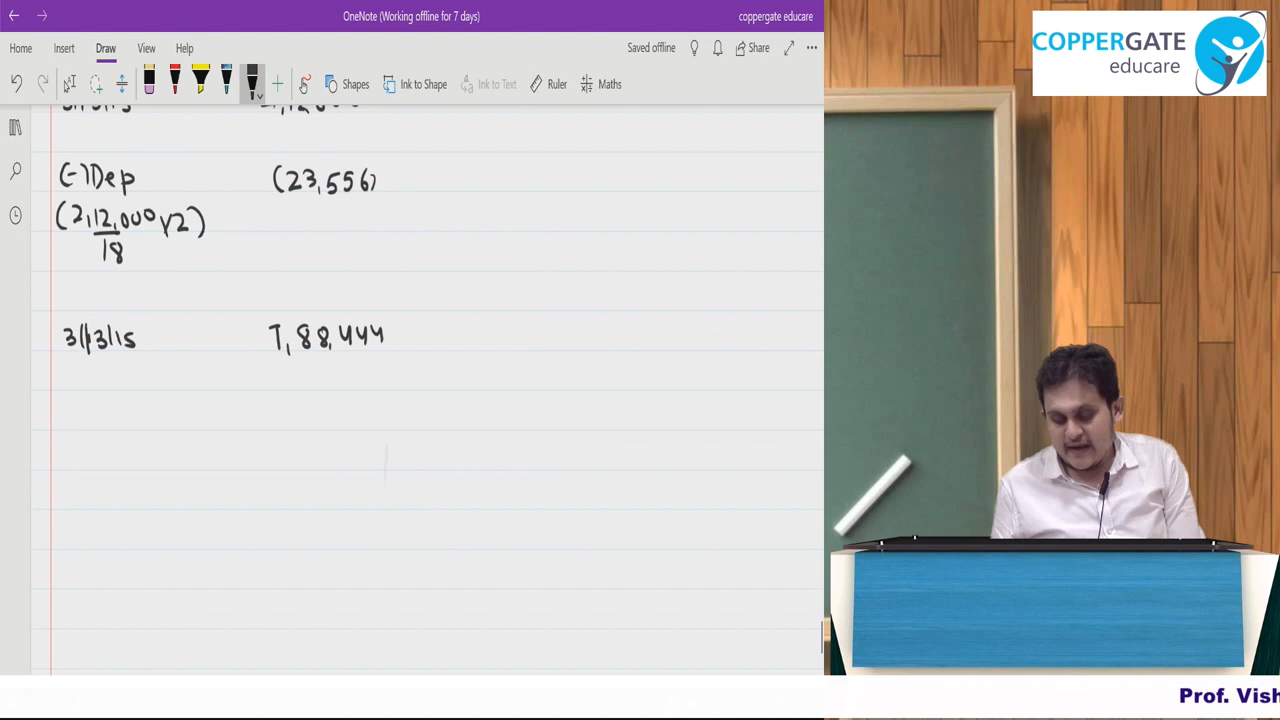 OneNote (Working offline for 7 days)
coppergate educare
Home Insert Draw View Help
Saved offline
Share
Shapes
Ink to Shape
Ink to Text
Ruler
Maths
COPPERGATE
educare
(-) Dep (23,556)
(2,12,000 x 2)
18
31/3/15 1,88,444
Prof. Vish